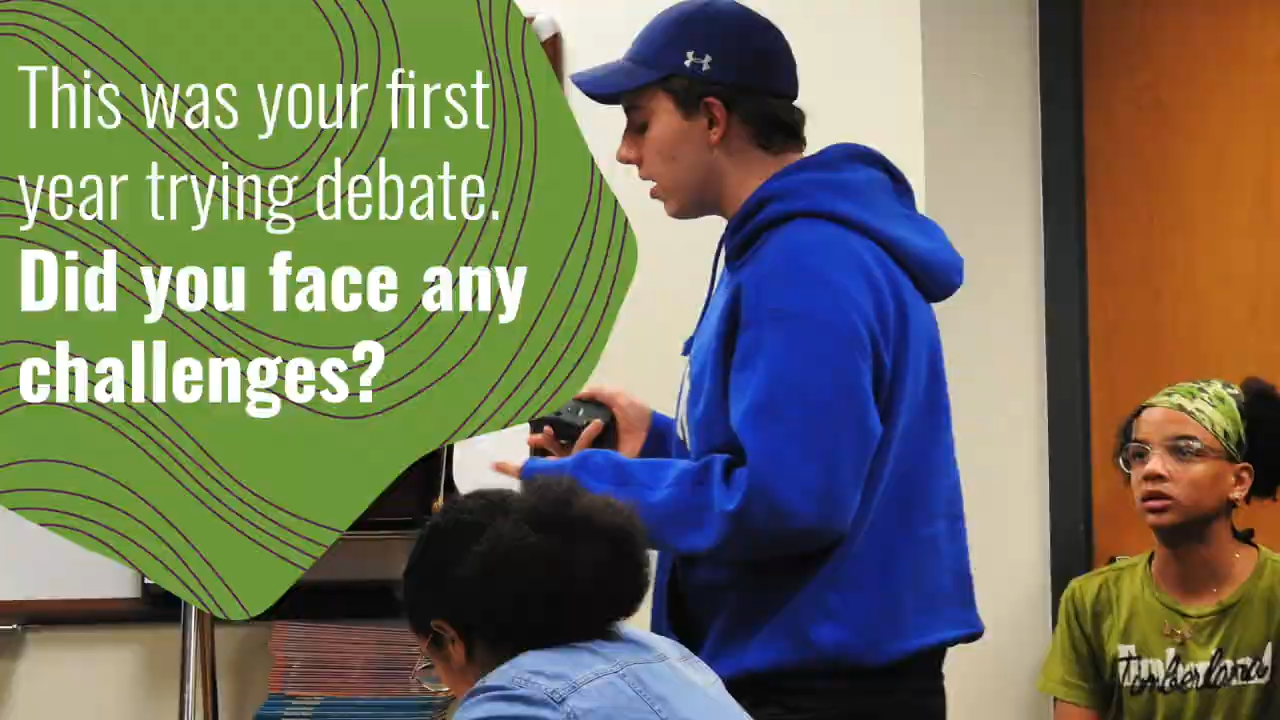 This was your first
year trying debate.
Did you face any
challenges?
Timberland